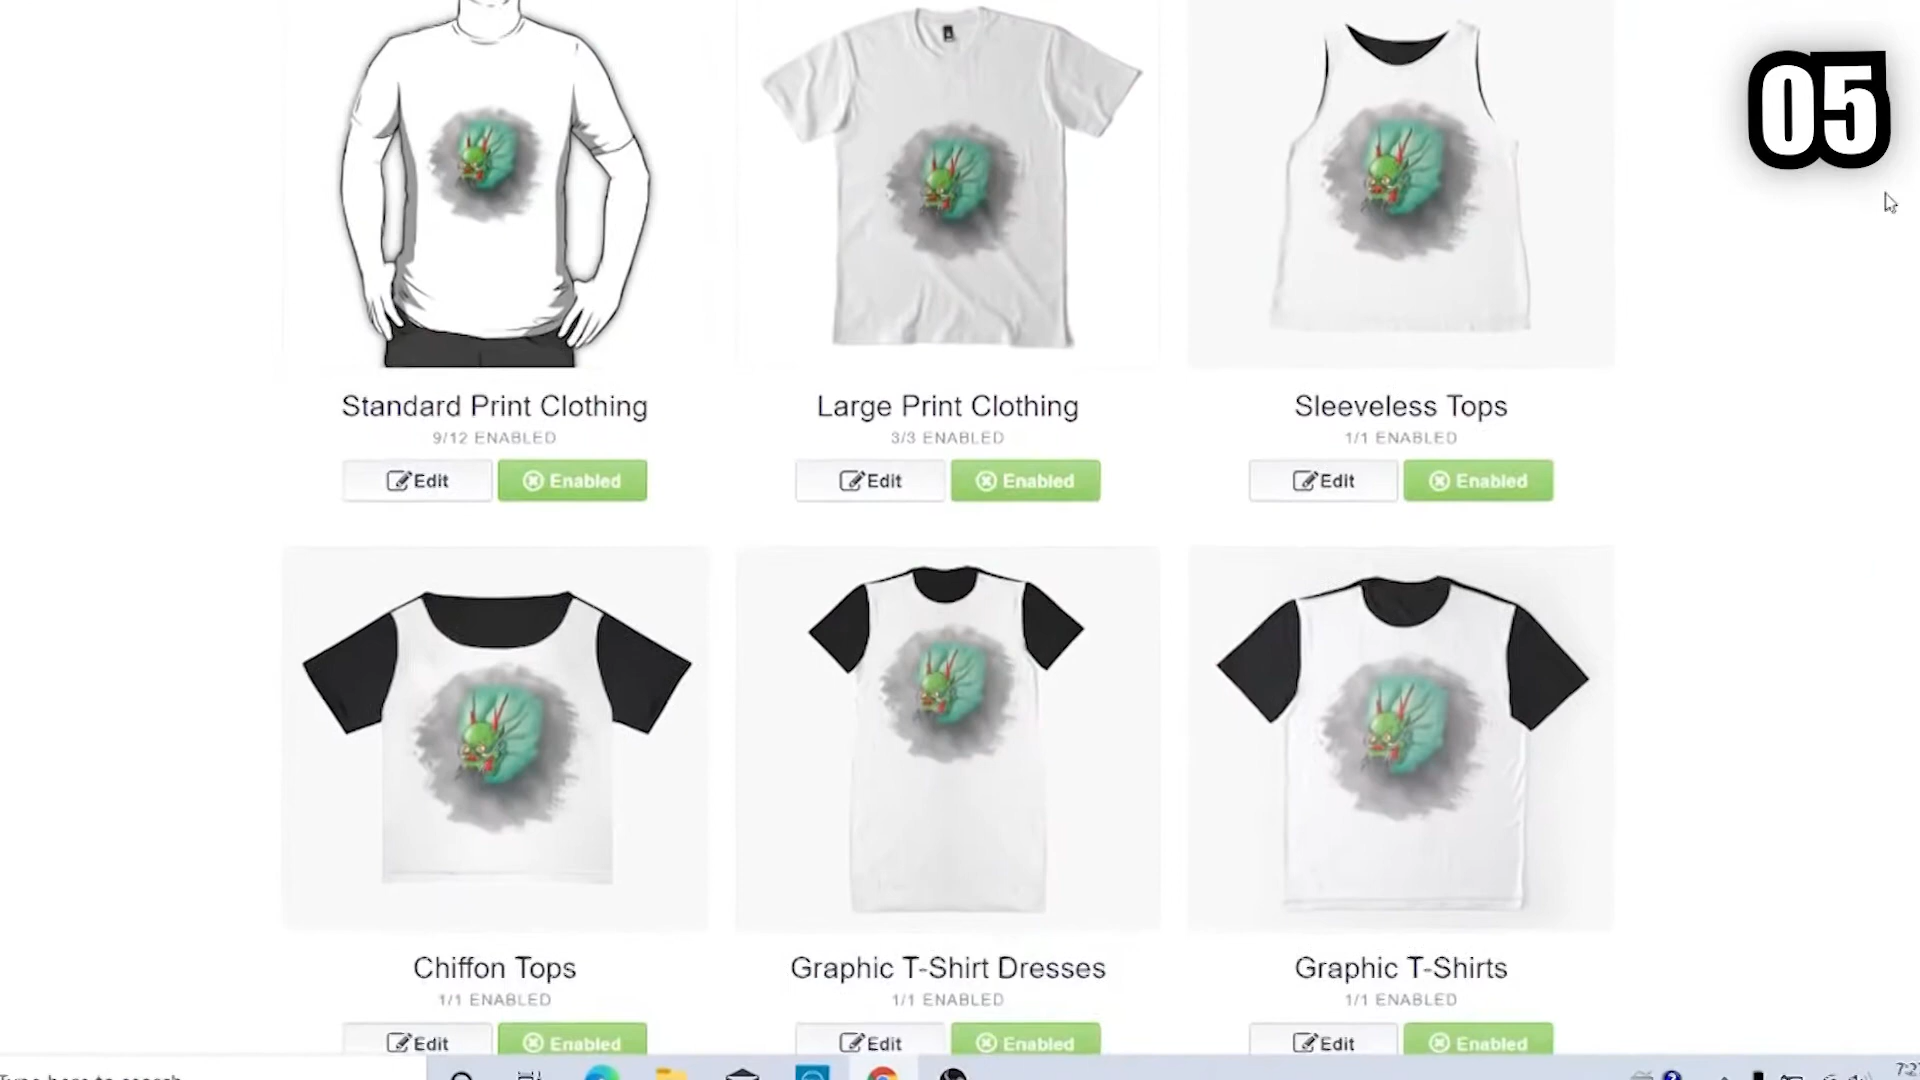 05
Standard Print Clothing
9/12 ENABLED
Edit
Enabled
Large Print Clothing
3/3 ENABLED
Edit
Enabled
Sleeveless Tops
1/1 ENABLED
Edit
Enabled
Chiffon Tops
1/1 ENABLED
Edit
Enabled
Graphic T-Shirt Dresses
1/1 ENABLED
Edit
Enabled
Graphic T-Shirts
1/1 ENABLED
Edit
Enabled